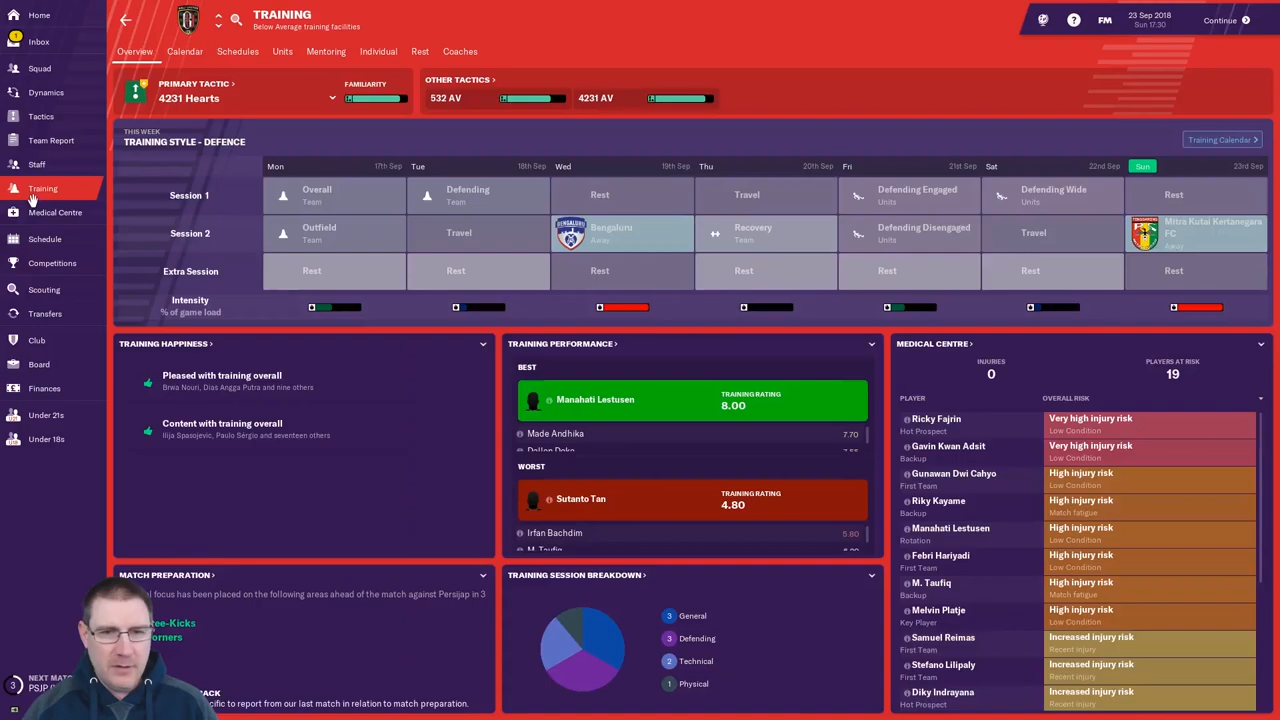 Home
Inbox
Squad
Dynamics
Tactics
Team Report
Staff
Training
Medical Centre
Schedule
Competitions
Scouting
Transfers
Club
Board
Finances
Under 21s
Under 18s
TRAINING
Below Average training facilities
23 Sep 2018
Sun 17:30
FM
Continue
Overview Calendar Schedules Units Mentoring Individual Rest Coaches
PRIMARY TACTIC >
4231 Hearts
FAMILIARITY
OTHER TACTICS >
532 AV
4231 AV
THIS WEEK
TRAINING STYLE - DEFENCE
Training Calendar >
Mon 17th Sep Tue 18th Sep Wed 19th Sep Thu 20th Sep Fri 21st Sep Sat 22nd Sep Sun 23rd Sep
Session 1
Overall
Team
Defending
Team
Rest
Travel
Defending Engaged
Units
Defending Wide
Units
Rest
Session 2
Outfield
Team
Travel
Bengaluru
Away
Recovery
Team
Defending Disengaged
Units
Travel
Mitra Kutai Kertanegara
FC
Away
Extra Session
Rest Rest Rest Rest Rest Rest Rest
Intensity
% of game load
TRAINING HAPPINESS >
Pleased with training overall
Brwa Nouri, Dias Angga Putra and nine others
Content with training overall
Ilija Spasojevic, Paulo Sérgio and seventeen others
TRAINING PERFORMANCE >
BEST
Manahati Lestusen
TRAINING RATING
8.00
Made Andhika 7.70
WORST
Sutanto Tan
TRAINING RATING
4.80
Irfan Bachdim 5.80
M. Taufiq
MEDICAL CENTRE >
INJURIES
0
PLAYERS AT RISK
19
PLAYER OVERALL RISK
Ricky Fajrin
Hot Prospect
Very high injury risk
Low Condition
Gavin Kwan Adsit
Backup
Very high injury risk
Low Condition
Gunawan Dwi Cahyo
First Team
High injury risk
Low Condition
Riky Kayame
Backup
High injury risk
Match fatigue
Manahati Lestusen
Rotation
High injury risk
Low Condition
Febri Hariyadi
First Team
High injury risk
Low Condition
M. Taufiq
Backup
High injury risk
Match fatigue
Melvin Platje
Key Player
High injury risk
Low Condition
Samuel Reimas
First Team
Increased injury risk
Recent injury
Stefano Lilipaly
First Team
Increased injury risk
Recent injury
Diky Indrayana
Hot Prospect
Increased injury risk
Recent injury
MATCH PREPARATION >
focus has been placed on the following areas ahead of the match against Persijap in 3
ee-Kicks
orners
cific to report from our last match in relation to match preparation.
TRAINING SESSION BREAKDOWN >
3 General
3 Defending
2 Technical
1 Physical
3
NEXT MAT
PSJP